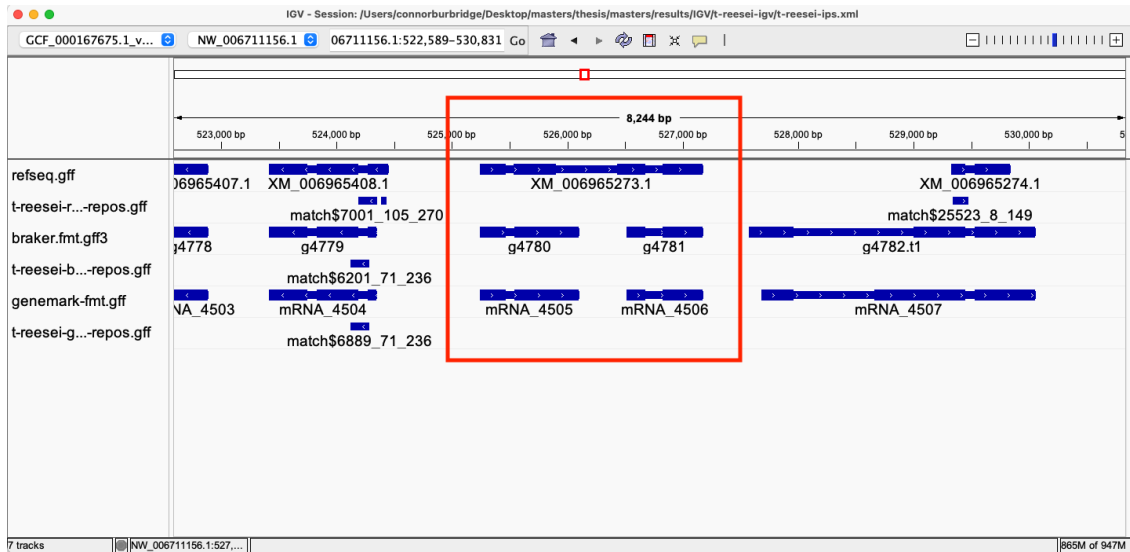 IGV - Session: /Users/connorburbridge/Desktop/masters/thesis/masters/results/IGV/t-reesei-igv/t-reesei-ips.xml
GCF_000167675.1_v... NW_006711156.1 06711156.1:522,589-530,831 Go
8,244 bp
523,000 bp 524,000 bp 525,000 bp 526,000 bp 527,000 bp 528,000 bp 529,000 bp 530,000 bp 5
refseq.gff
06965407.1 XM_006965408.1 XM_006965273.1 XM_006965274.1
t-reesei-r...-repos.gff
match$7001_105_270 match$25523_8_149
braker.fmt.gff3
g4778 g4779 g4780 g4781 g4782.t1
t-reesei-b...-repos.gff
match$6201_71_236
genemark-fmt.gff
NA_4503 mRNA_4504 mRNA_4505 mRNA_4506 mRNA_4507
t-reesei-g...-repos.gff
match$6889_71_236
7 tracks NW_006711156.1:527,... 865M of 947M